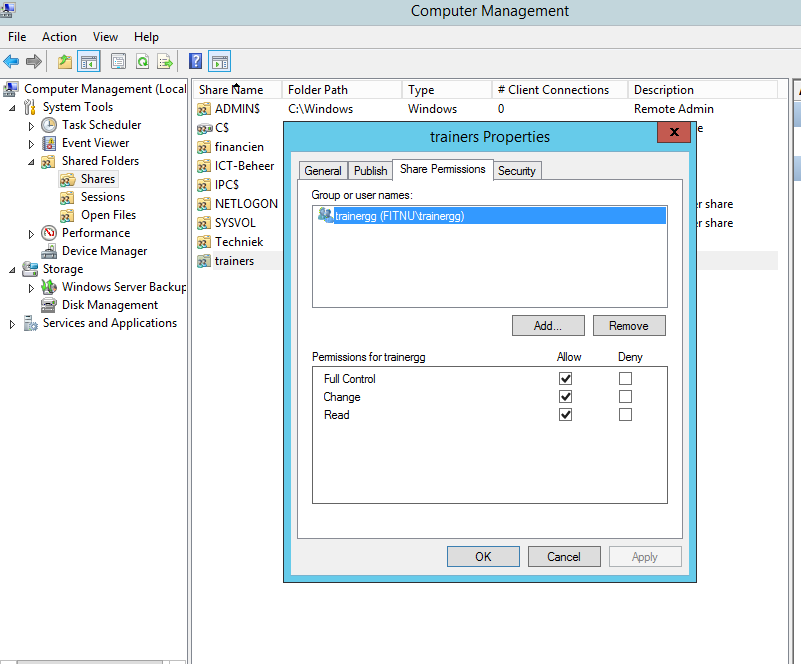 Computer Management
File Action View Help
Computer Management (Local
System Tools
Task Scheduler
Event Viewer
Shared Folders
Shares
Sessions
Open Files
Performance
Device Manager
Storage
Windows Server Backup
Disk Management
Services and Applications
Share Name Folder Path Type # Client Connections Description
ADMIN$ C:\Windows Windows 0 Remote Admin
C$
financien
ICT-Beheer
IPC$
NETLOGON er share
SYSVOL er share
Techniek
trainers
trainers Properties
x
General Publish Share Permissions Security
Group or user names:
trainergg (FITNU\trainergg)
Add... Remove
Permissions for trainergg Allow Deny
Full Control
Change
Read
OK Cancel Apply